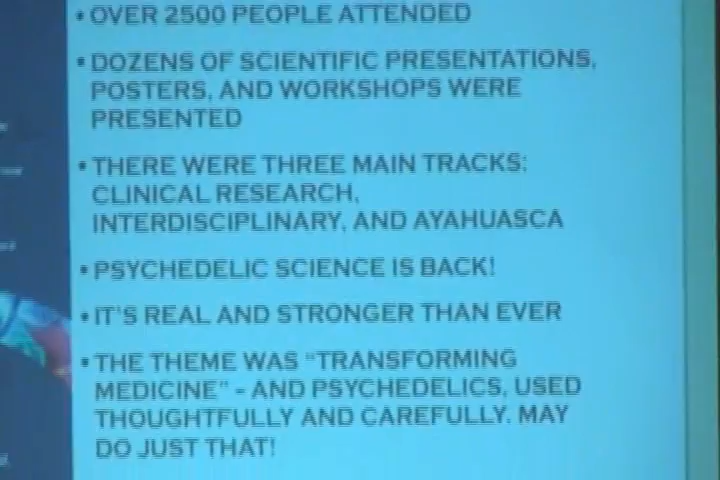 • OVER 2500 PEOPLE ATTENDED
• DOZENS OF SCIENTIFIC PRESENTATIONS,
POSTERS, AND WORKSHOPS WERE
PRESENTED
• THERE WERE THREE MAIN TRACKS:
CLINICAL RESEARCH,
INTERDISCIPLINARY, AND AYAHUASCA
• PSYCHEDELIC SCIENCE IS BACK!
• IT'S REAL AND STRONGER THAN EVER
• THE THEME WAS "TRANSFORMING
MEDICINE" - AND PSYCHEDELICS, USED
THOUGHTFULLY AND CAREFULLY. MAY
DO JUST THAT!